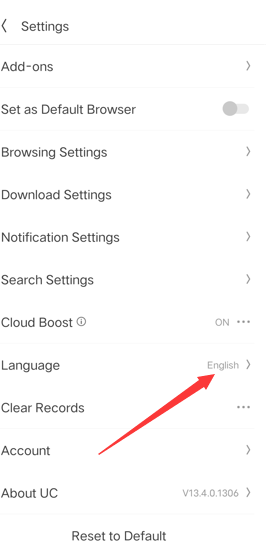 Settings
Add-ons
Set as Default Browser
Browsing Settings
Download Settings
Notification Settings
Search Settings
Cloud Boost ON
Language English
Clear Records
Account
About UC V13.4.0.1306
Reset to Default